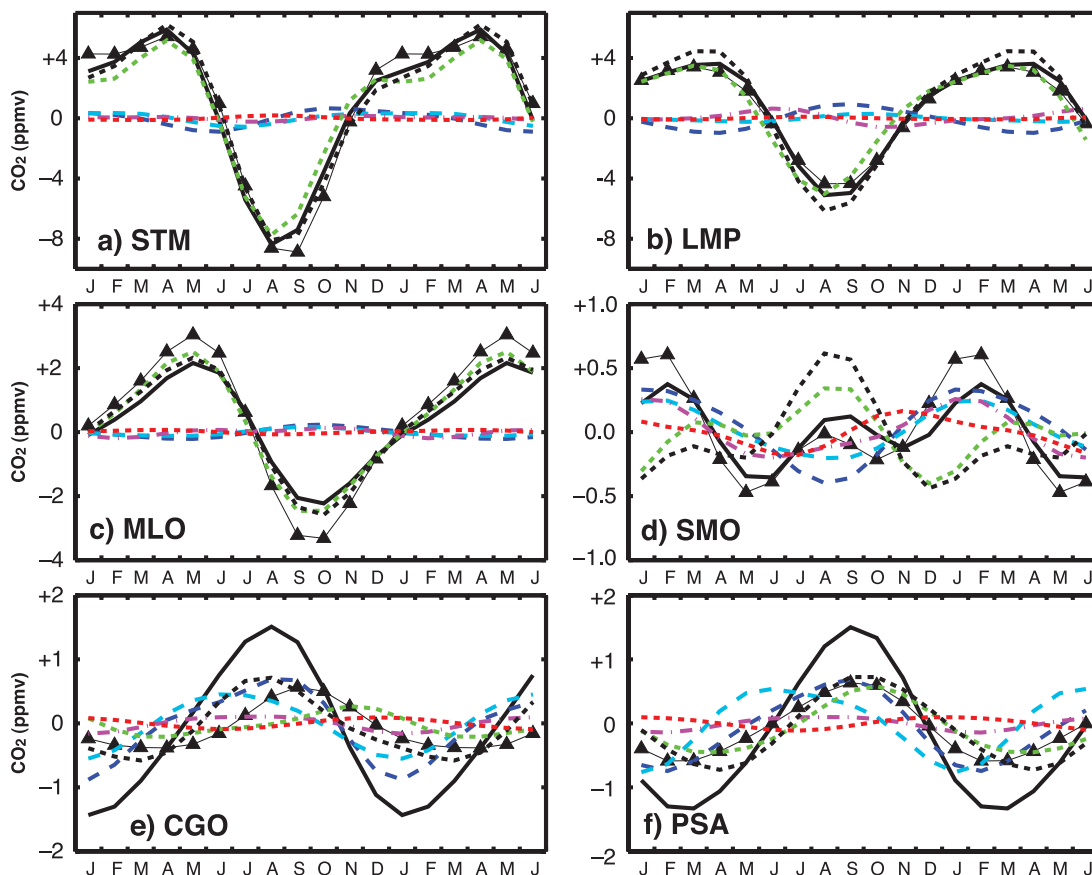 CO₂ (ppmv)
+4
0
−4
−8
a) STM
J F M A M J J A S O N D J F M A M J
+4
0
−4
-8
b) LMP
J F M A M J J A S O N D J F M A M J
CO₂ (ppmv)
+4
+2
0
−2
−4
c) MLO
J F M A M J J A S O N D J F M A M J
+1.0
+0.5
0.0
−0.5
−1.0
d) SMO
J F M A M J J A S O N D J F M A M J
CO₂ (ppmv)
+2
+1
0
−1
−2
e) CGO
J F M A M J J A S O N D J F M A M J
+2
+1
0
−1
−2
f) PSA
J F M A M J J A S O N D J F M A M J